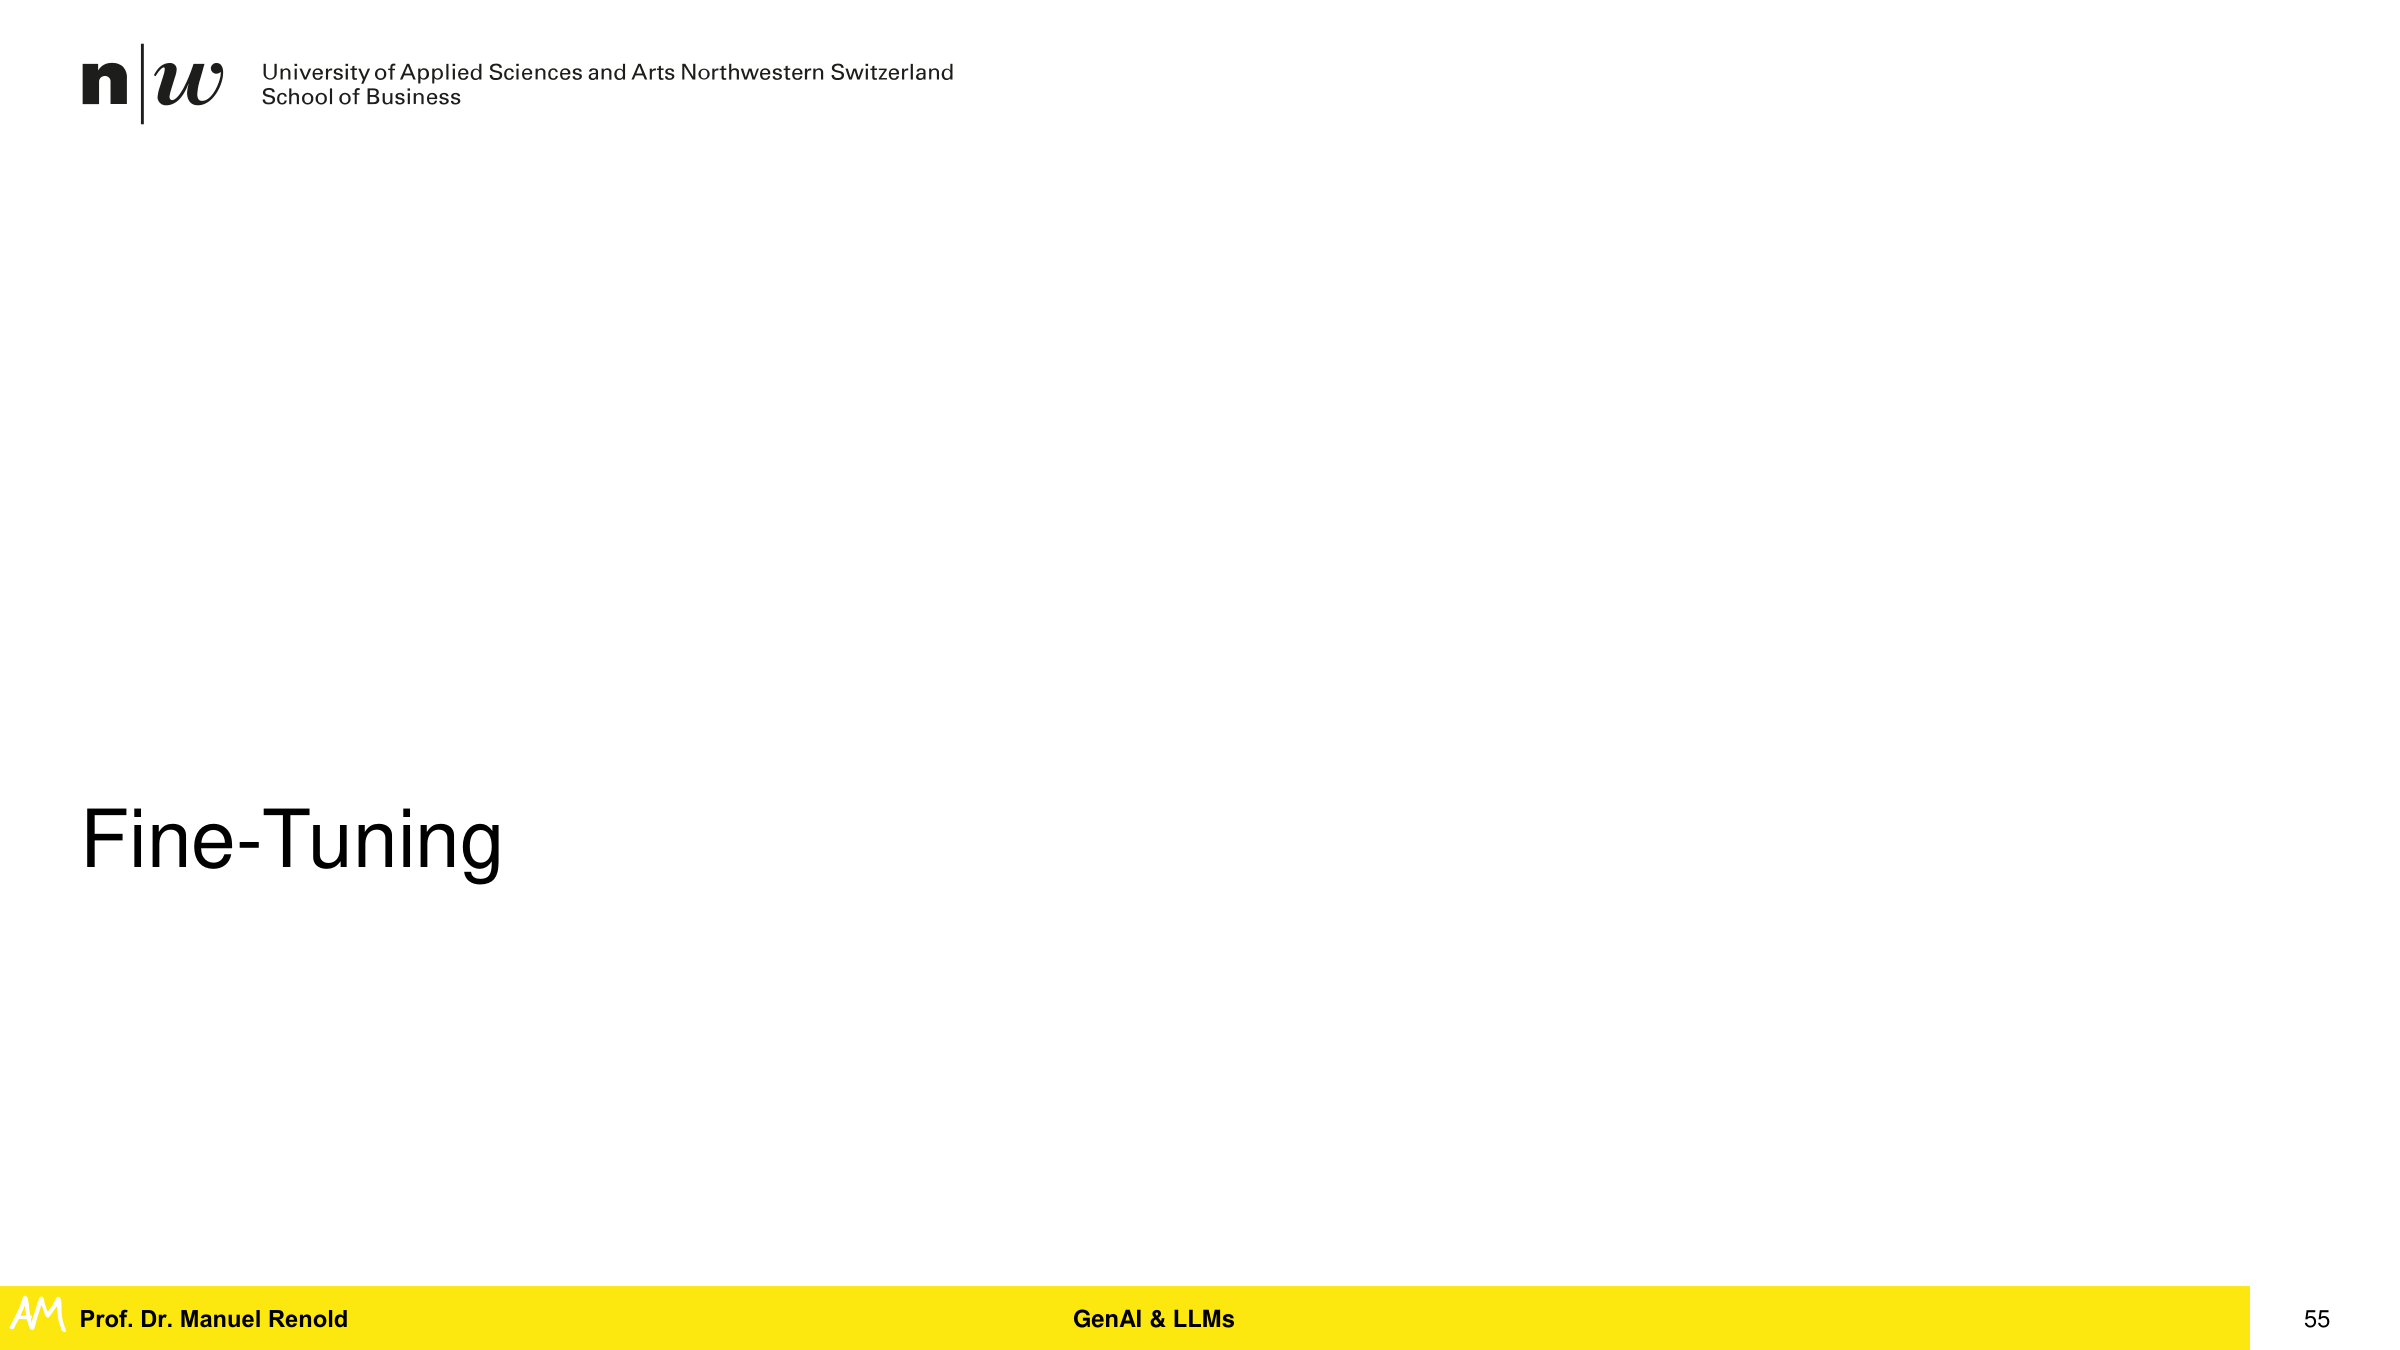 n|w
University of Applied Sciences and Arts Northwestern Switzerland
School of Business
Fine-Tuning
AM Prof. Dr. Manuel Renold
GenAI & LLMs
55